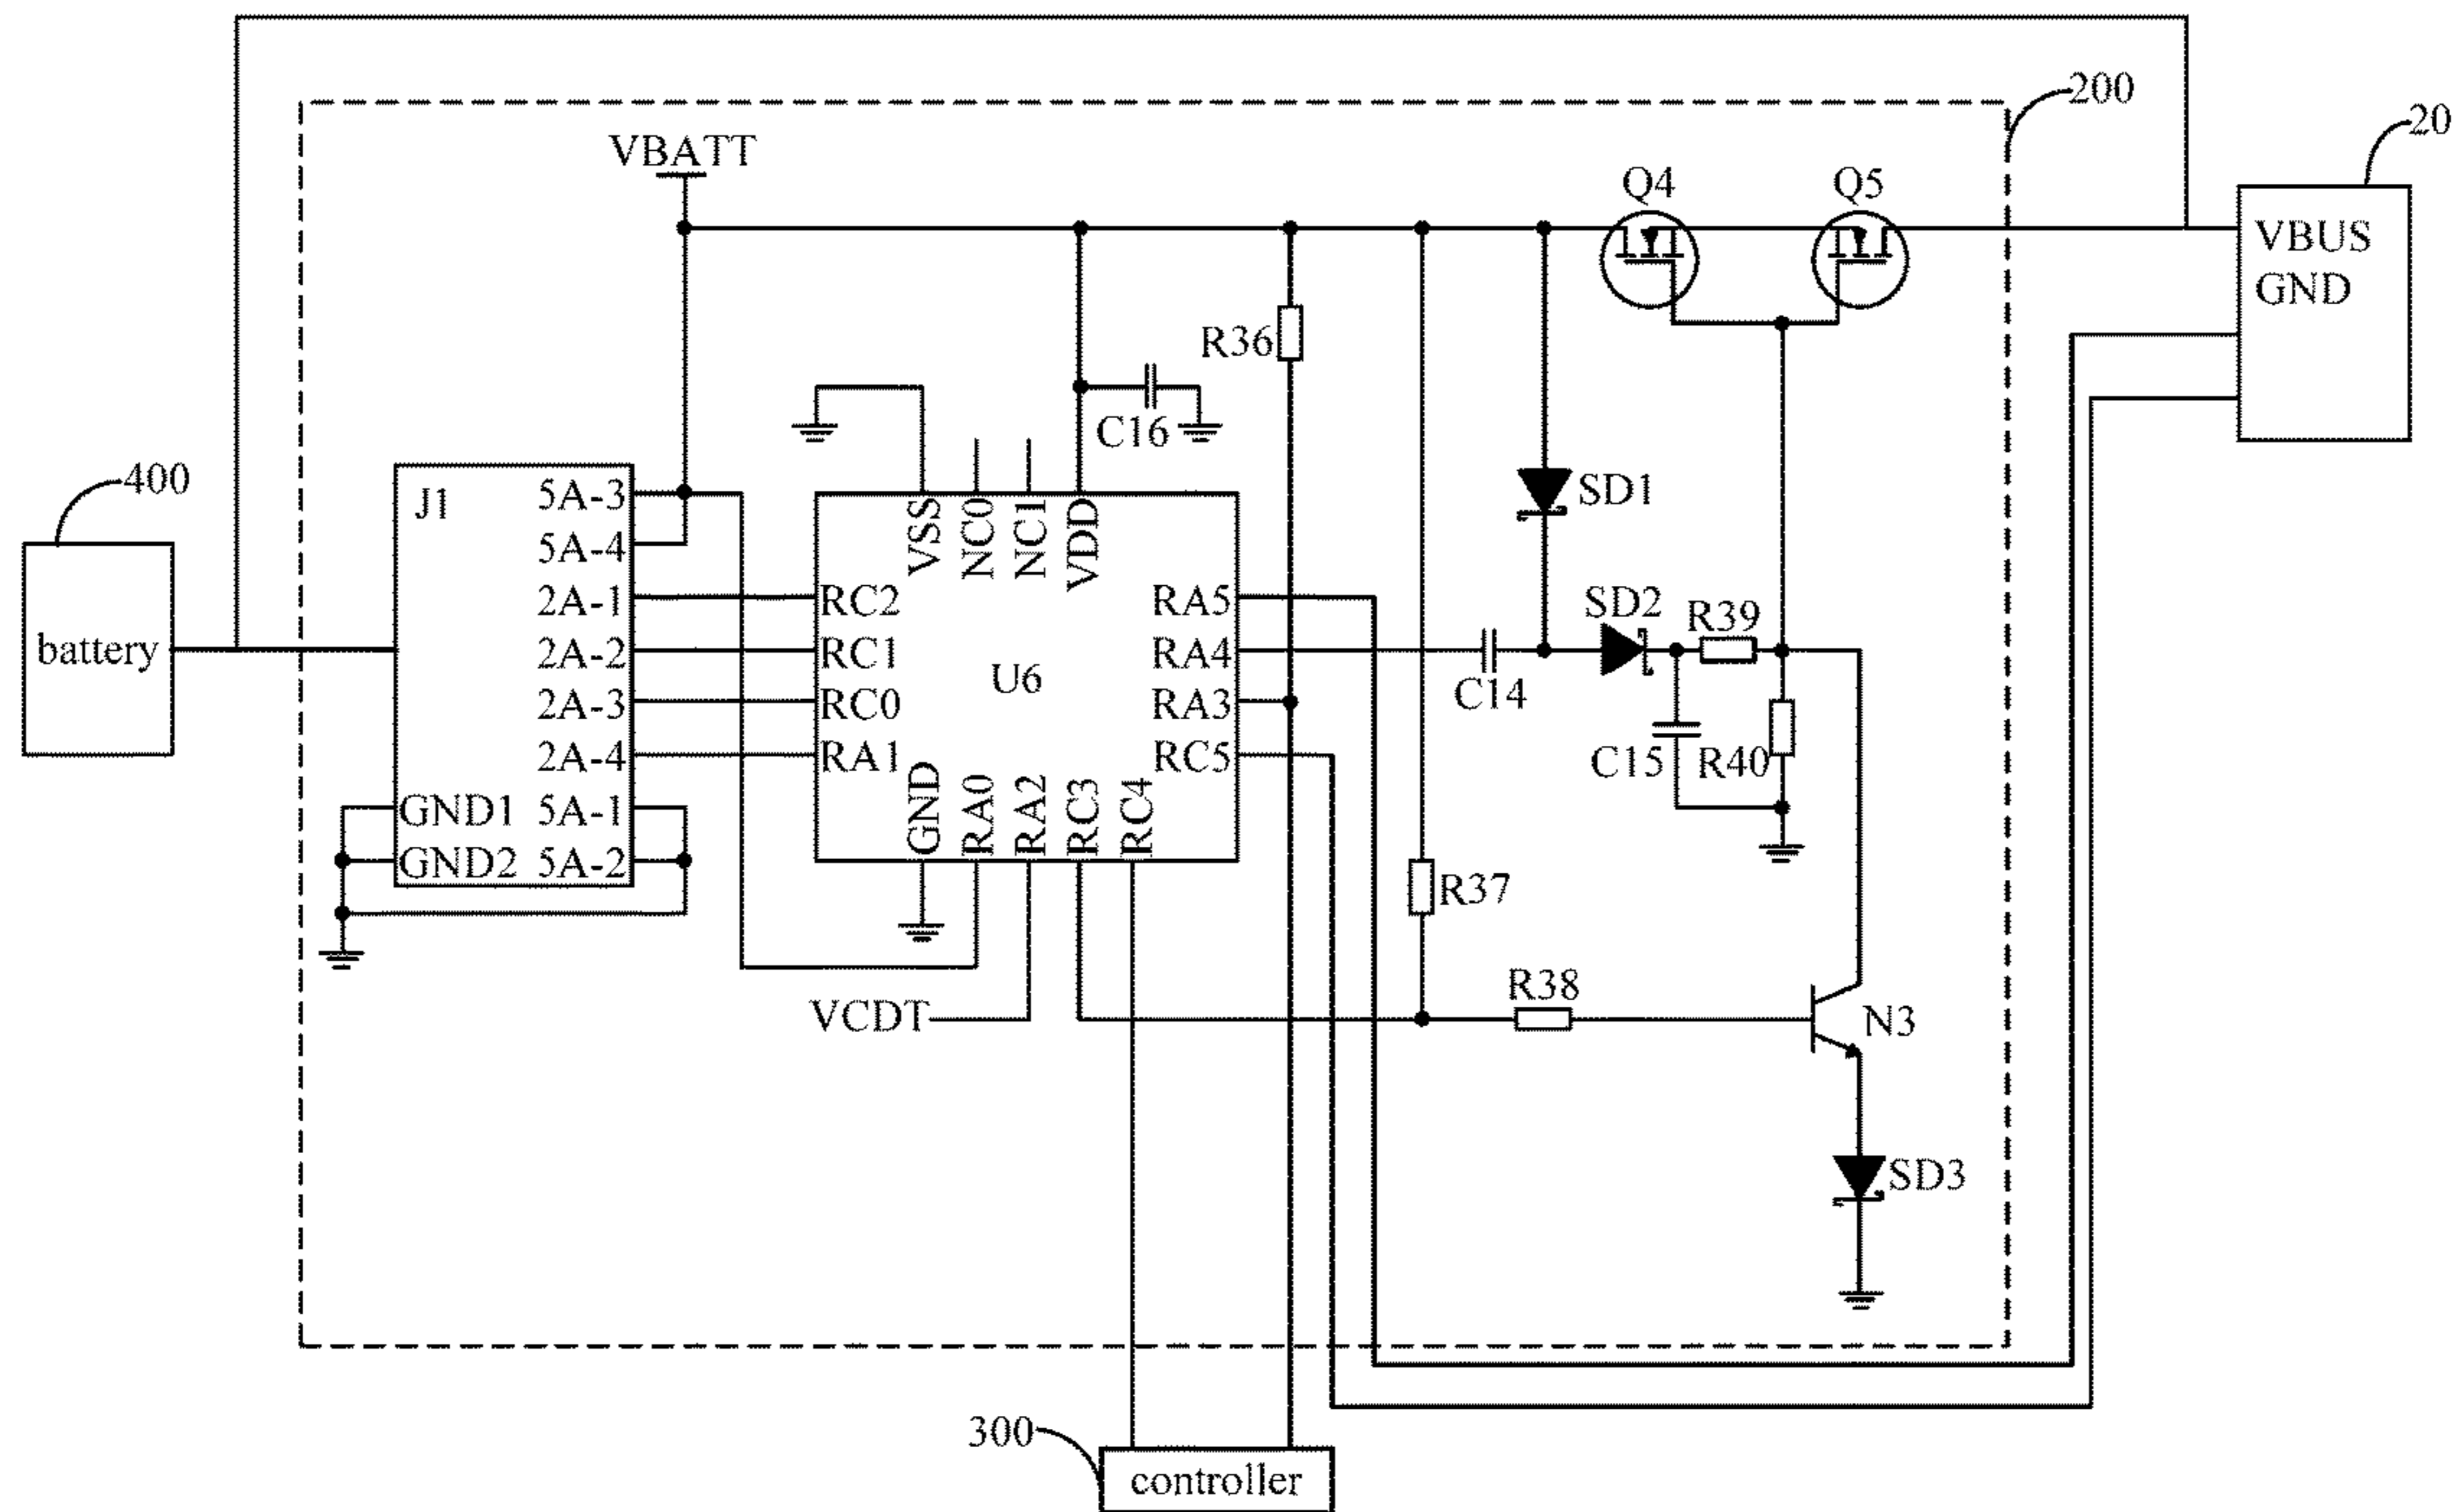 200
20
VBATT
Q4
Q5
VBUS
GND
R36
C16
400
J1
5A-3
5A-4
2A-1
2A-2
2A-3
2A-4
5A-1
5A-2
GND1
GND2
battery
VSS
NC0
NC1
VDD
RC2
RC1
RC0
RA1
U6
RA5
RA4
RA3
RC5
GND
RA0
RA2
RC3
RC4
SD1
SD2
R39
C14
C15
R40
R37
VCDT
R38
N3
SD3
300
controller